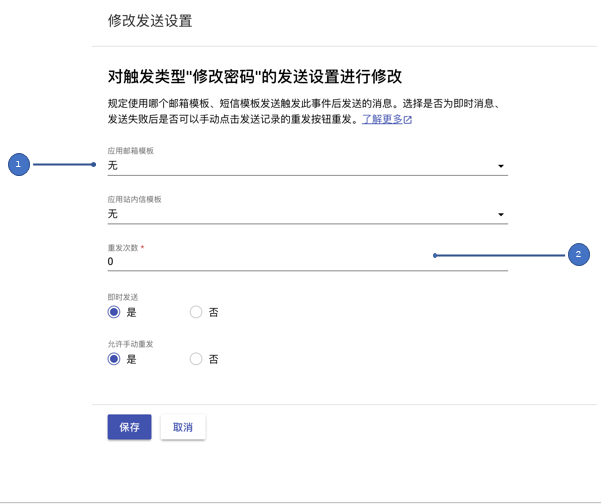 修改发送设置
对触发类型"修改密码"的发送设置进行修改
规定使用哪个邮箱模板、短信模板发送触发此事件后发送的消息。选择是否为即时消息、
发送失败后是否可以手动点击发送记录的重发按钮重发。了解更多
应用邮箱模板
1
无
应用站内信模板
无
重发次数 *
2
0
即时发送
是 否
允许手动重发
是 否
保存 取消